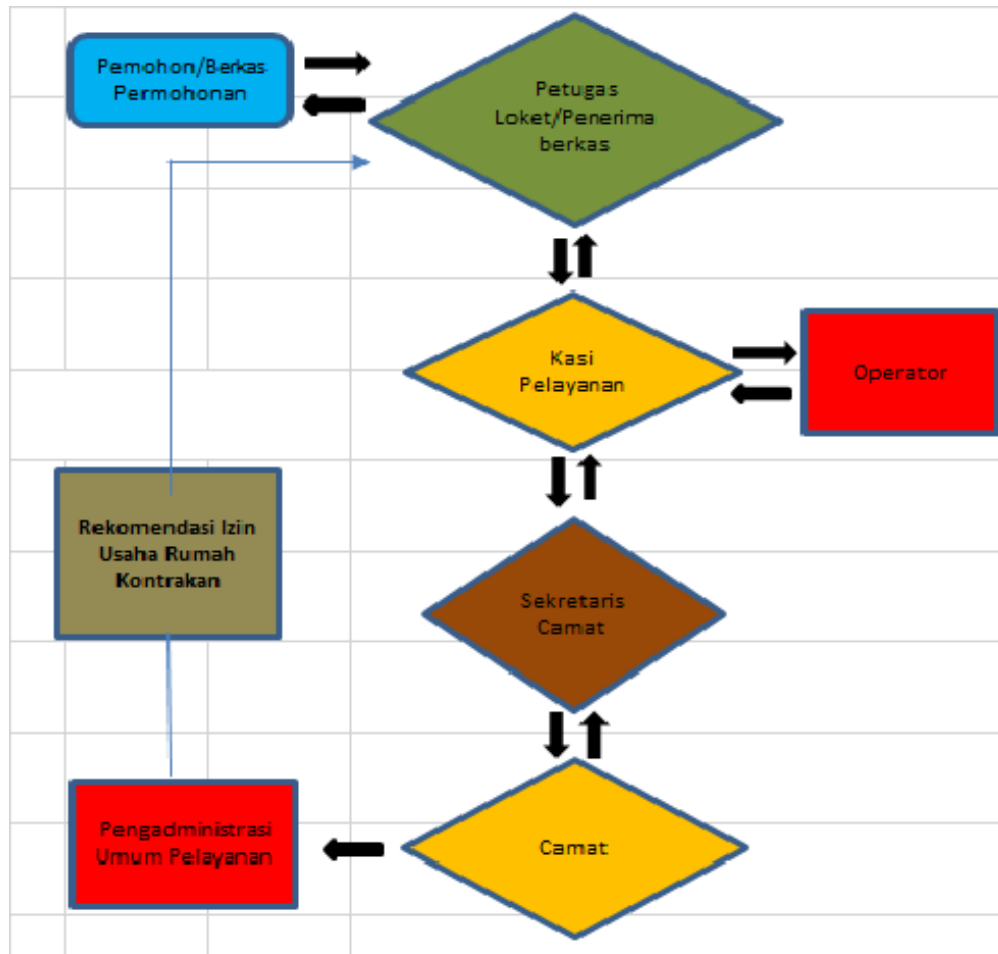 Pemohon/Berkas
Permohonan
Petugas
Loket/Penerima
berkas
Kasi
Pelayanan
Operator
Rekomendasi Izin
Usaha Rumah
Kontrakan
Sekretaris
Camat
Pengadministrasi
Umum Pelayanan
Camat